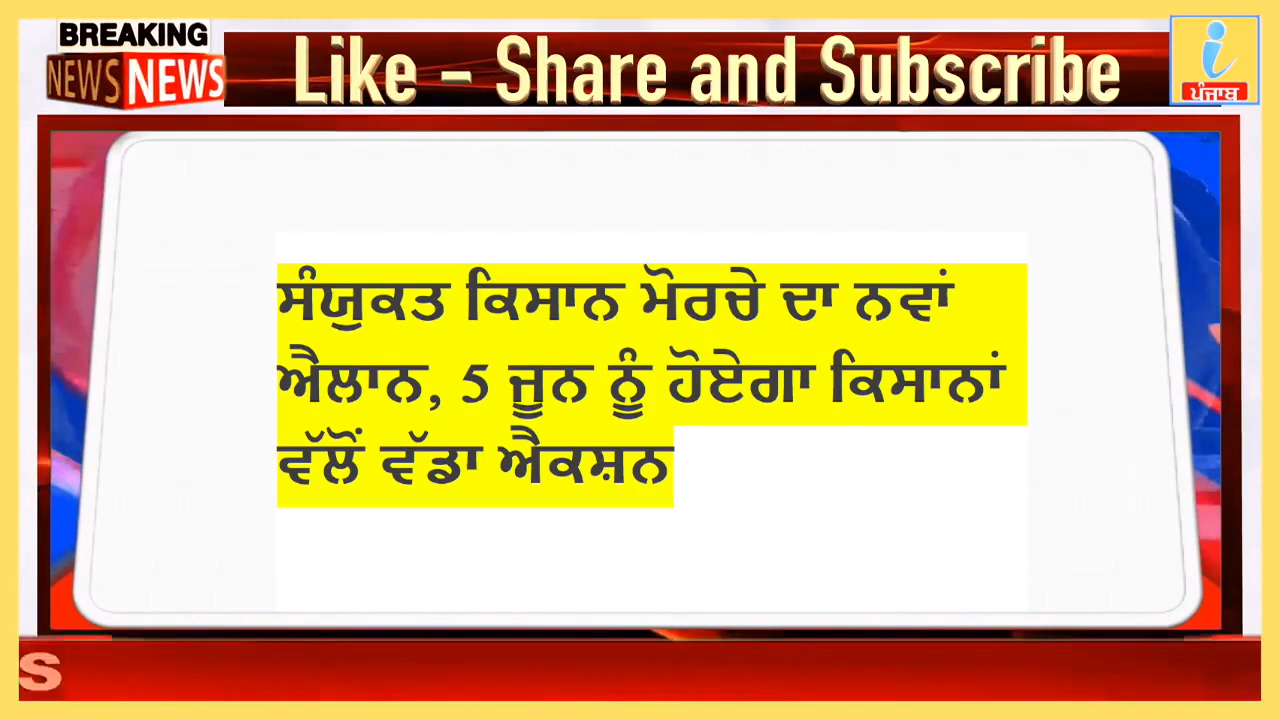 BREAKING
NEWS NEWS
Like – Share and Subscribe
i
ਪੰਜਾਬ
ਸੰਯੁਕਤ ਕਿਸਾਨ ਮੋਰਚੇ ਦਾ ਨਵਾਂ
ਐਲਾਨ, 5 ਜੂਨ ਨੂੰ ਹੋਏਗਾ ਕਿਸਾਨਾਂ
ਵੱਲੋਂ ਵੱਡਾ ਐਕਸ਼ਨ
S